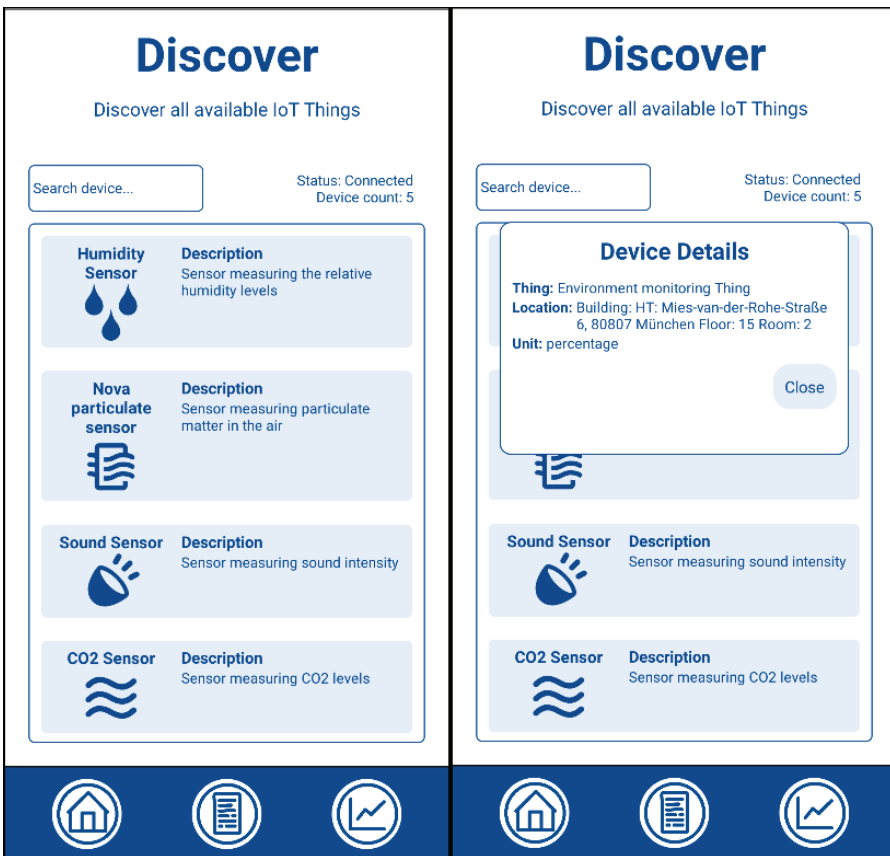 Discover
Discover all available IoT Things
Search device...
Status: Connected
Device count: 5
Humidity
Sensor
Description
Sensor measuring the relative
humidity levels
Nova
particulate
sensor
Description
Sensor measuring particulate
matter in the air
Sound Sensor
Description
Sensor measuring sound intensity
CO2 Sensor
Description
Sensor measuring CO2 levels
Discover
Discover all available IoT Things
Search device...
Status: Connected
Device count: 5
Device Details
Thing: Environment monitoring Thing
Location: Building: HT: Mies-van-der-Rohe-Straße
6, 80807 München Floor: 15 Room: 2
Unit: percentage
Close
Sound Sensor
Description
Sensor measuring sound intensity
CO2 Sensor
Description
Sensor measuring CO2 levels